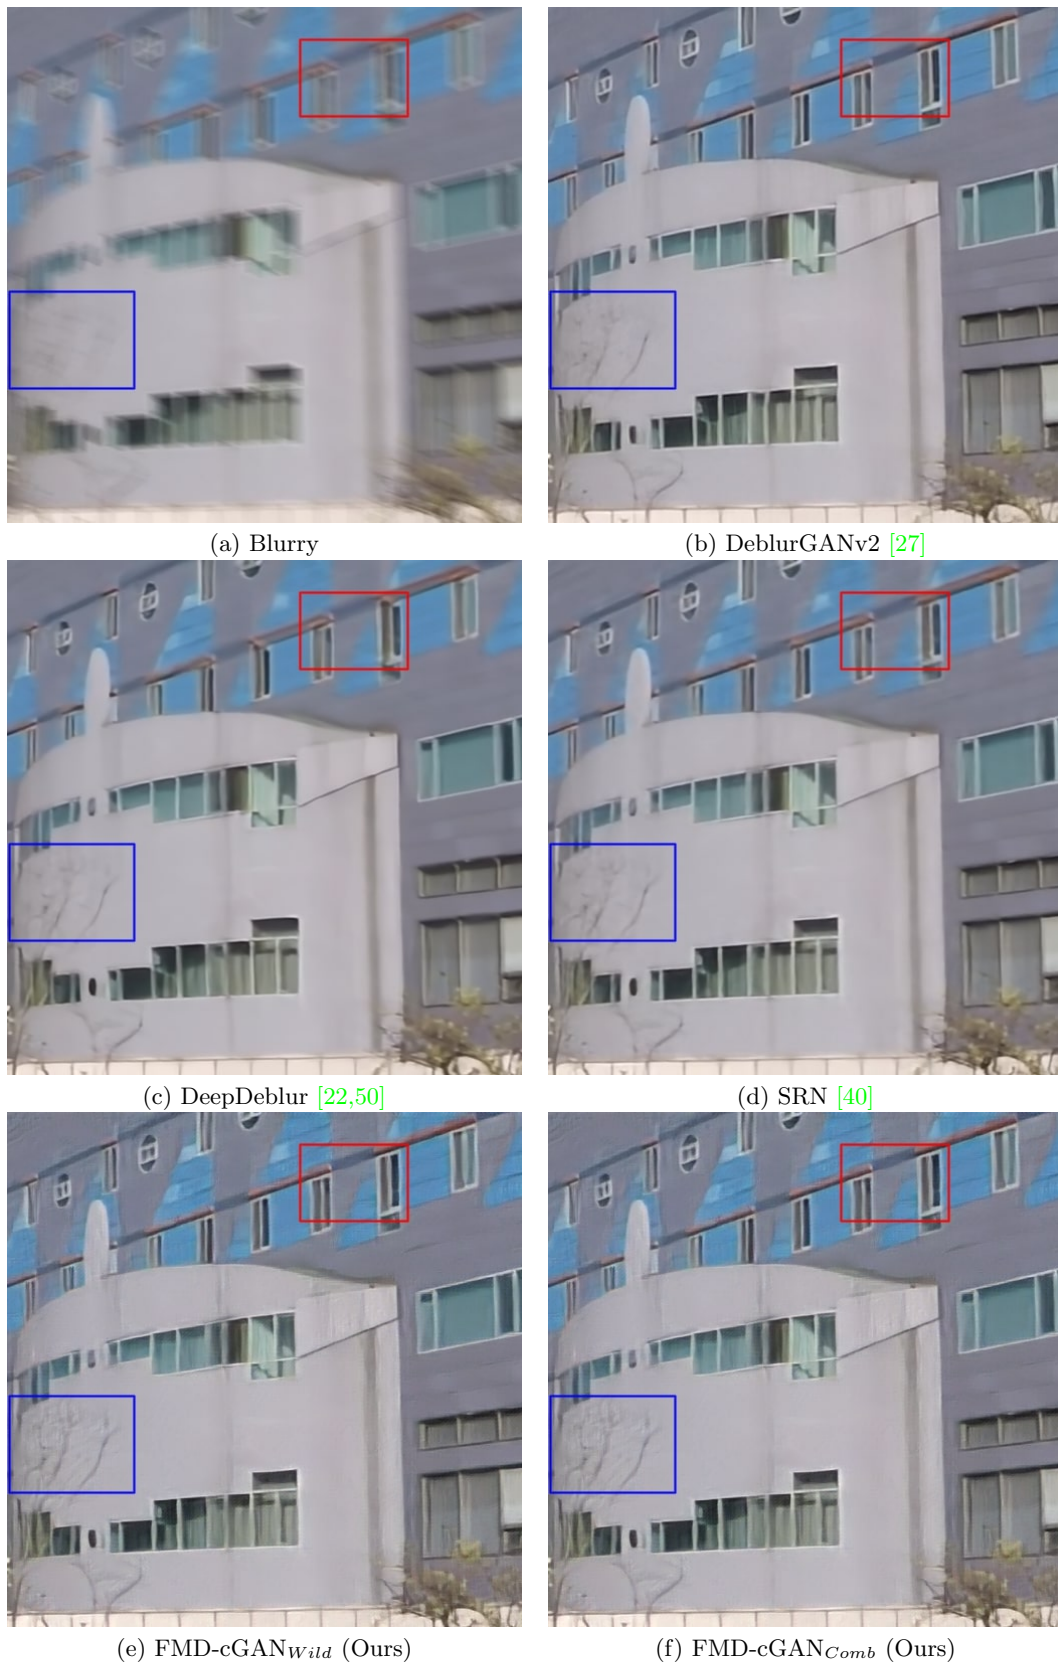 (a) Blurry
(b) DeblurGANv2 [27]
(c) DeepDeblur [22,50]
(d) SRN [40]
(e) FMD-cGAN_Wild (Ours)
(f) FMD-cGAN_Comb (Ours)